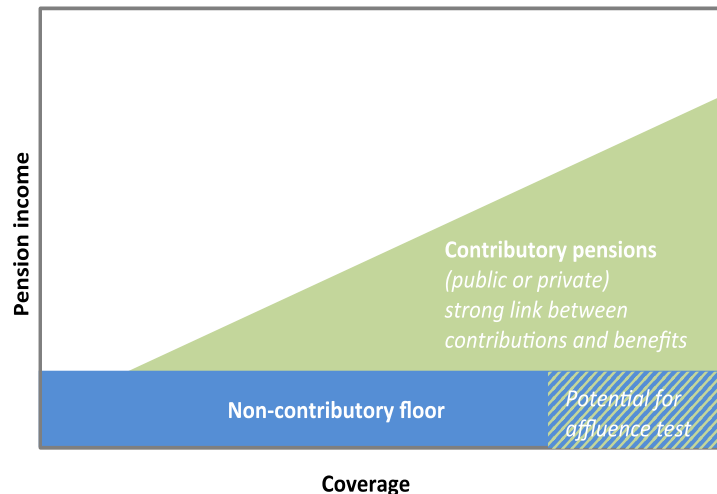 Pension income
Contributory pensions
(public or private)
strong link between
contributions and benefits
Non-contributory floor
Potential for
affluence test
Coverage